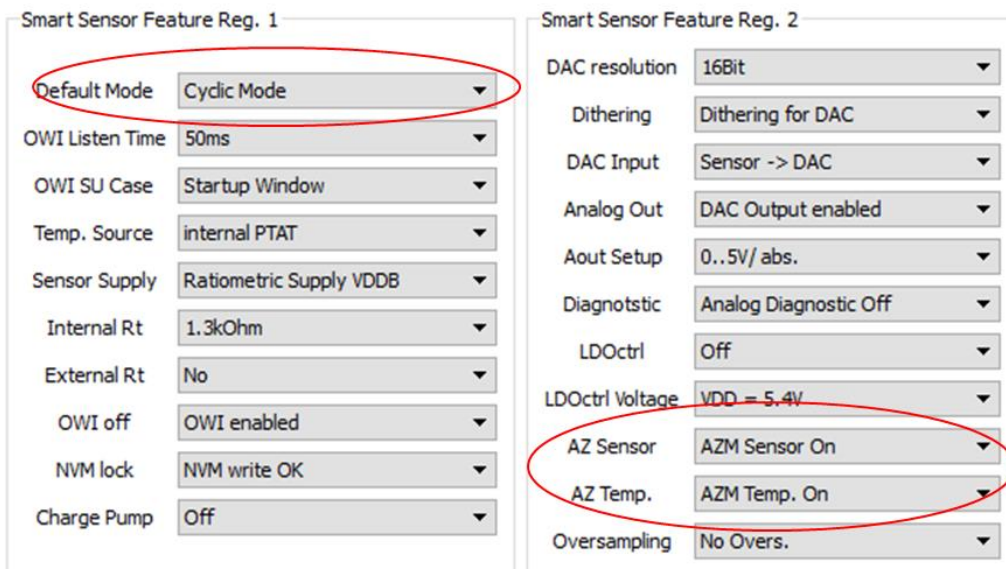 Smart Sensor Feature Reg. 1
Default Mode Cyclic Mode
OWI Listen Time 50ms
OWI SU Case Startup Window
Temp. Source internal PTAT
Sensor Supply Ratiometric Supply VDDB
Internal Rt 1.3kOhm
External Rt No
OWI off OWI enabled
NVM lock NVM write OK
Charge Pump Off
Smart Sensor Feature Reg. 2
DAC resolution 16Bit
Dithering Dithering for DAC
DAC Input Sensor -> DAC
Analog Out DAC Output enabled
Aout Setup 0..5V/ abs.
Diagnotstic Analog Diagnostic Off
LDOctrl Off
LDOctrl Voltage VDD = 5.4V
AZ Sensor AZM Sensor On
AZ Temp. AZM Temp. On
Oversampling No Overs.